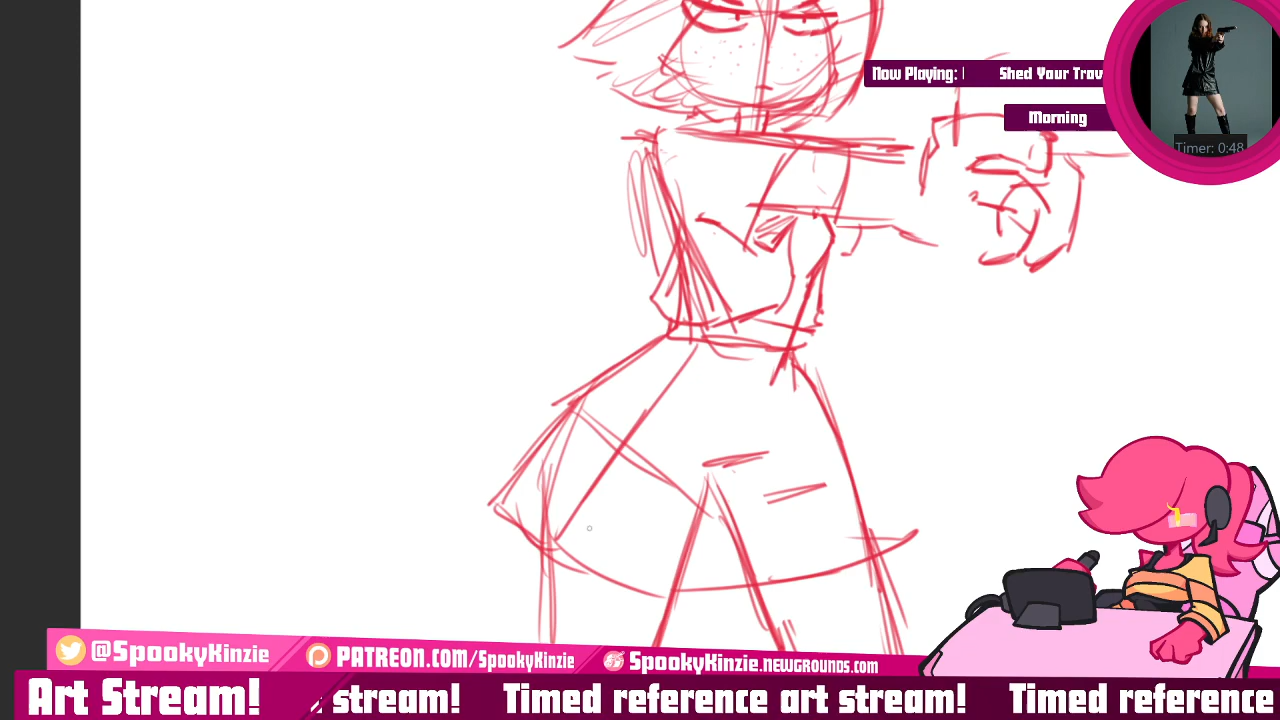 Now Playing: Shed Your Trav
Morning
Timer: 0:48
@SpookyKinzie
PATREON.COM/SpookyKinzie
SpookyKinzie.NEWGROUNDS.COM
Art Stream!
stream! Timed reference art stream! Timed reference